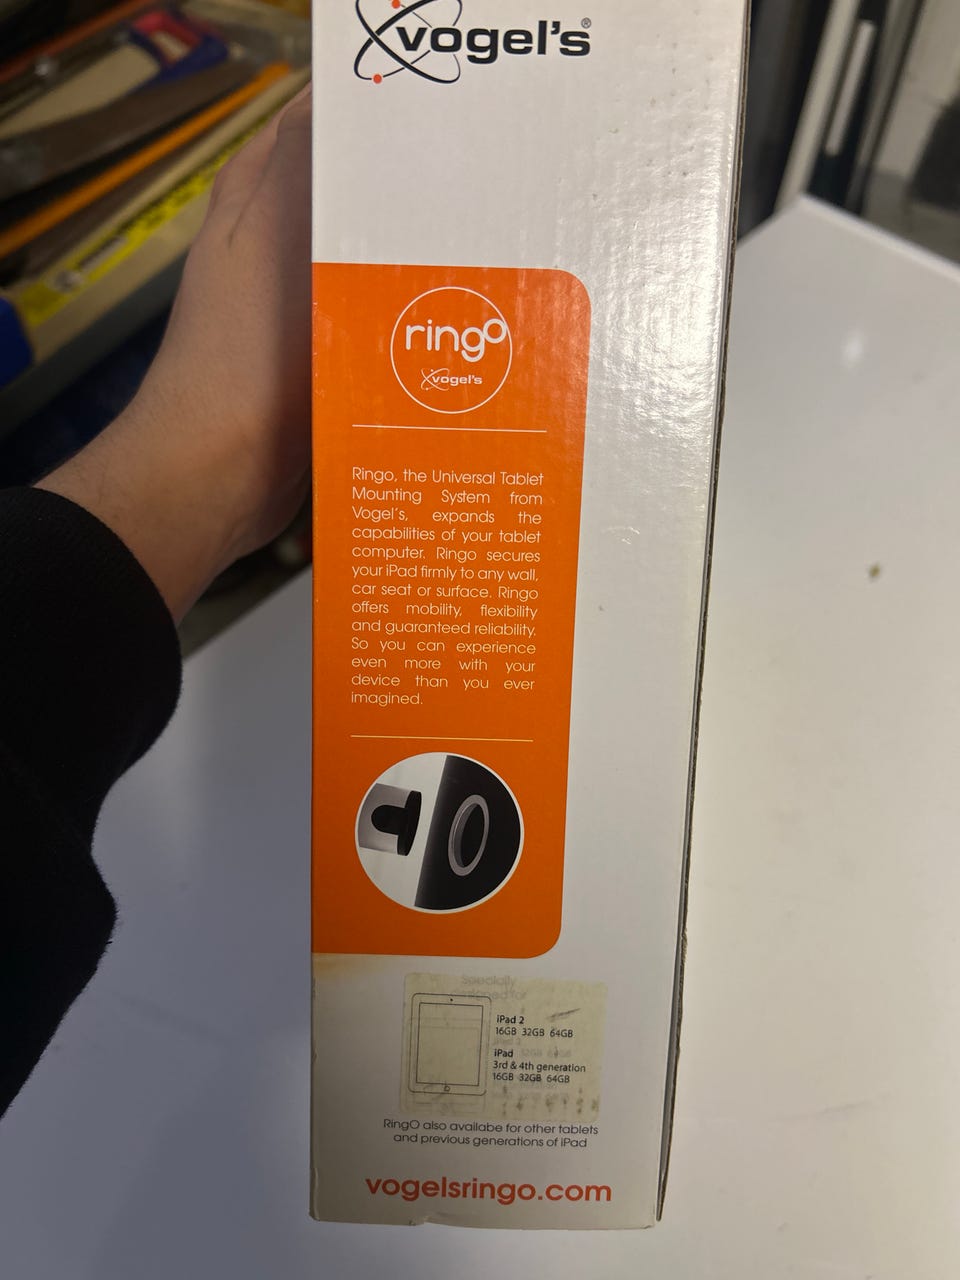 vogel's®
ringo
vogel's
Ringo, the Universal Tablet
Mounting System from
Vogel's, expands the
capabilities of your tablet
computer. Ringo secures
your iPad firmly to any wall,
car seat or surface. Ringo
offers mobility, flexibility
and guaranteed reliability.
So you can experience
even more with your
device than you ever
imagined.
Specially
designed for
iPad 2
16GB 32GB 64GB
iPad
3rd & 4th generation
16GB 32GB 64GB
RingO also availabe for other tablets
and previous generations of iPad
vogelsringo.com